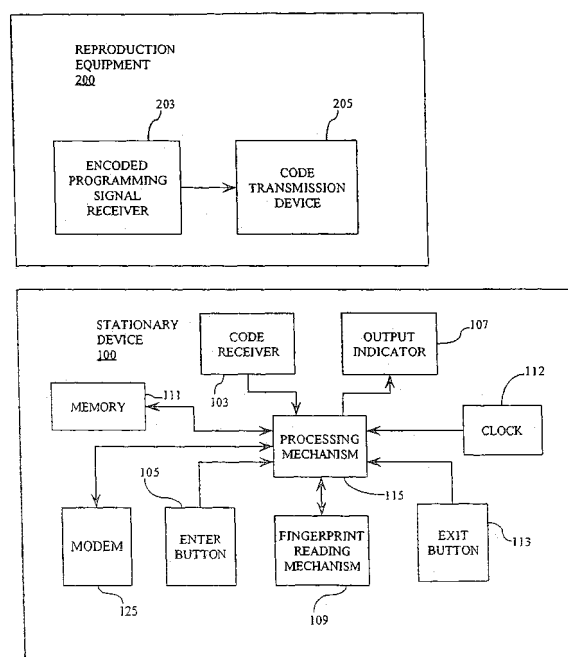 REPRODUCTION
EQUIPMENT
200
203
205
ENCODED
PROGRAMMING
SIGNAL
RECEIVER
CODE
TRANSMISSION
DEVICE
STATIONARY
DEVICE
100
CODE
RECEIVER
103
OUTPUT
INDICATOR
107
111
MEMORY
PROCESSING
MECHANISM
115
112
CLOCK
105
MODEM
125
ENTER
BUTTON
FINGERPRINT
READING
MECHANISM
109
EXIT
BUTTON
113